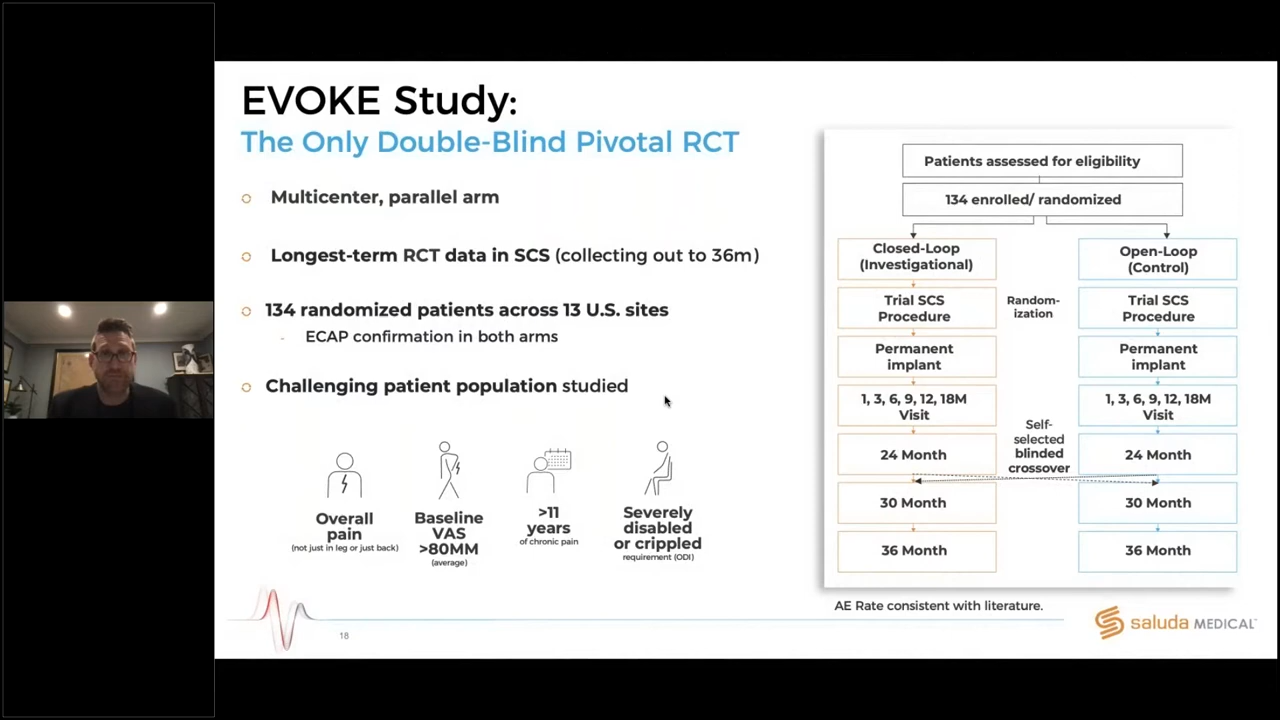 EVOKE Study:
The Only Double-Blind Pivotal RCT
Multicenter, parallel arm
Longest-term RCT data in SCS (collecting out to 36m)
134 randomized patients across 13 U.S. sites
- ECAP confirmation in both arms
Challenging patient population studied
Overall
pain
(not just in leg or just back)
Baseline
VAS
>80MM
(average)
>11
years
of chronic pain
Severely
disabled
or crippled
requirement (ODI)
18
Patients assessed for eligibility
134 enrolled/ randomized
Closed-Loop
(Investigational)
Trial SCS
Procedure
Permanent
implant
1, 3, 6, 9, 12, 18M
Visit
24 Month
30 Month
36 Month
Random-
ization
Self-
selected
blinded
crossover
Open-Loop
(Control)
Trial SCS
Procedure
Permanent
implant
1, 3, 6, 9, 12, 18M
Visit
24 Month
30 Month
36 Month
AE Rate consistent with literature.
saluda MEDICAL™